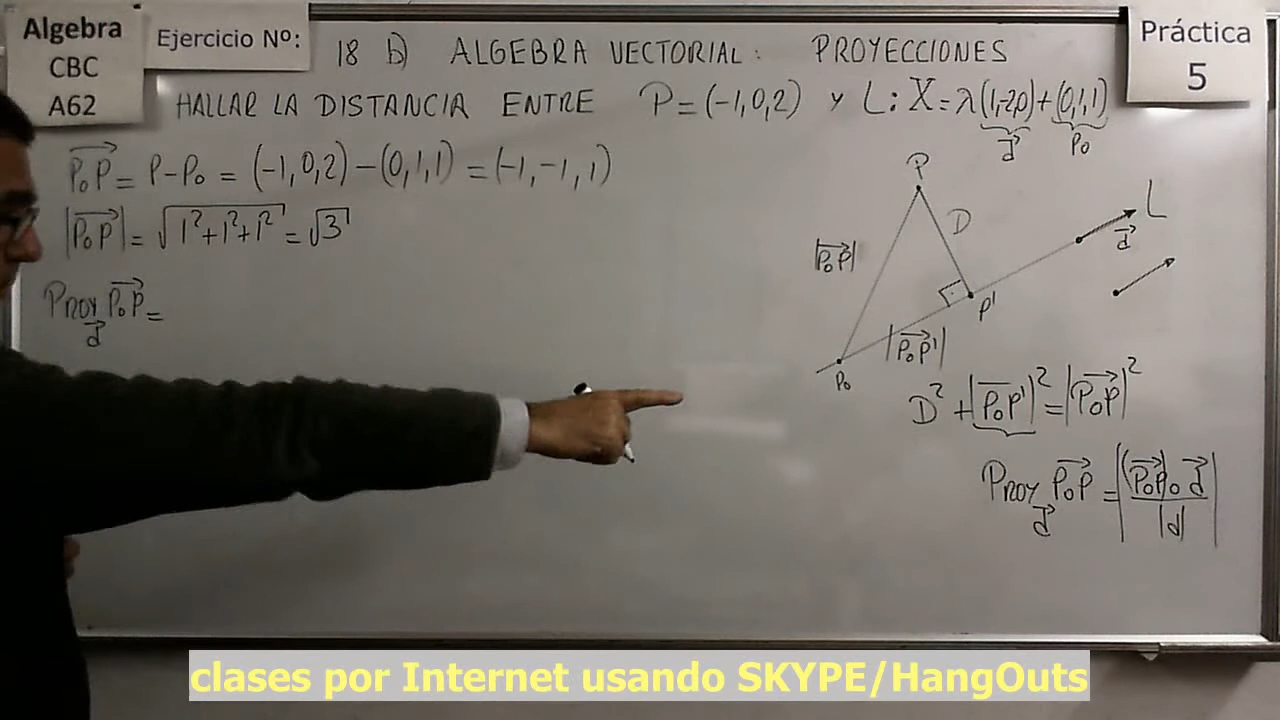 Algebra
CBC
A62
Ejercicio Nº:
Práctica
5
18 b) ALGEBRA VECTORIAL: PROYECCIONES
HALLAR LA DISTANCIA ENTRE P=(-1,0,2) Y L: X=λ(1,-2,0)+(0,1,1)
d⃗ P₀
P₀P⃗ = P-P₀ = (-1,0,2)-(0,1,1) = (-1,-1,1)
|P₀P⃗| = √1²+1²+1² = √3
Proy_d⃗ P₀P⃗ =
P
L
D
d⃗
|P₀P⃗|
P'
|P₀P'⃗|
P₀
D² + |P₀P'|² = |P₀P⃗|²
Proy_d⃗ P₀P⃗ = |(P₀P⃗)∘d⃗ / |d||
clases por Internet usando SKYPE/HangOuts